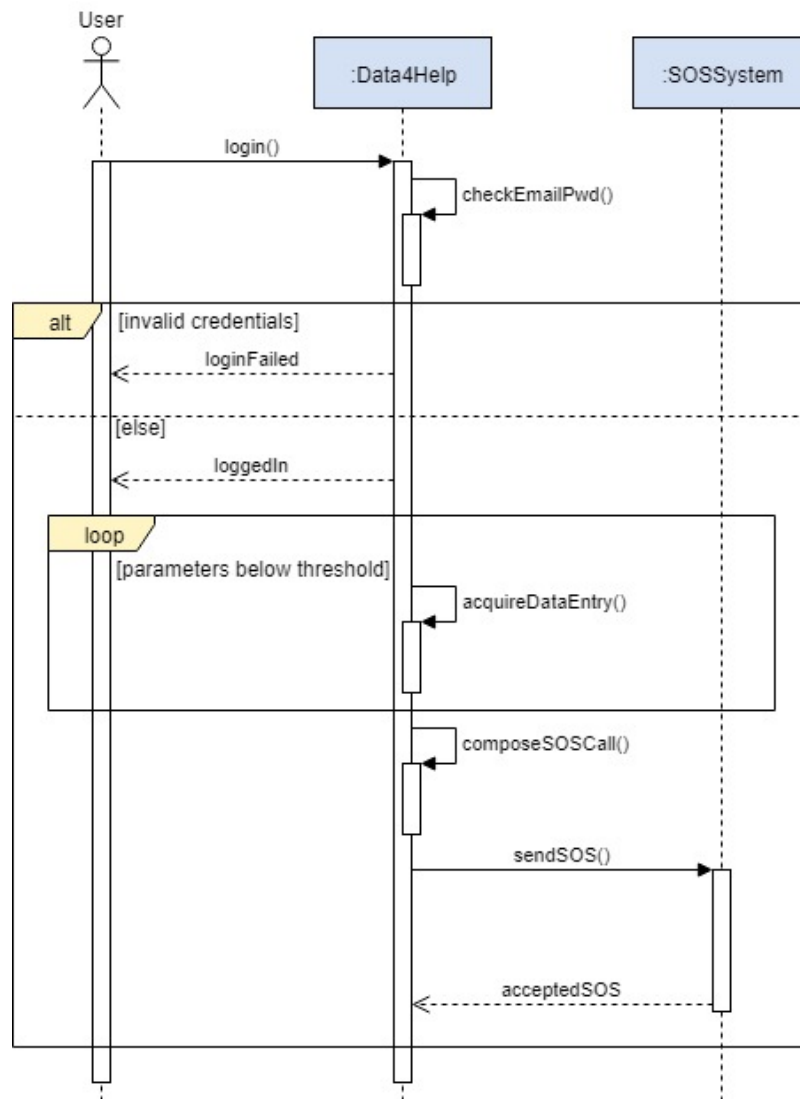 User
:Data4Help
:SOSSystem
login()
checkEmailPwd()
alt
[invalid credentials]
loginFailed
[else]
loggedIn
loop
[parameters below threshold]
acquireDataEntry()
composeSOSCall()
sendSOS()
acceptedSOS